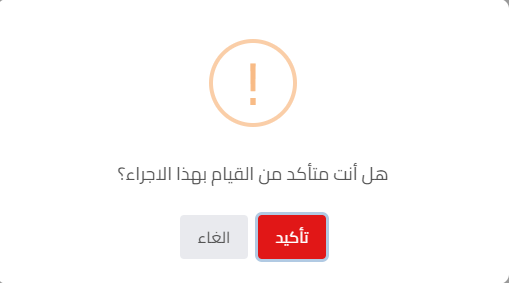 هل أنت متأكد من القيام بهذا الاجراء؟
تأكيد
الغاء